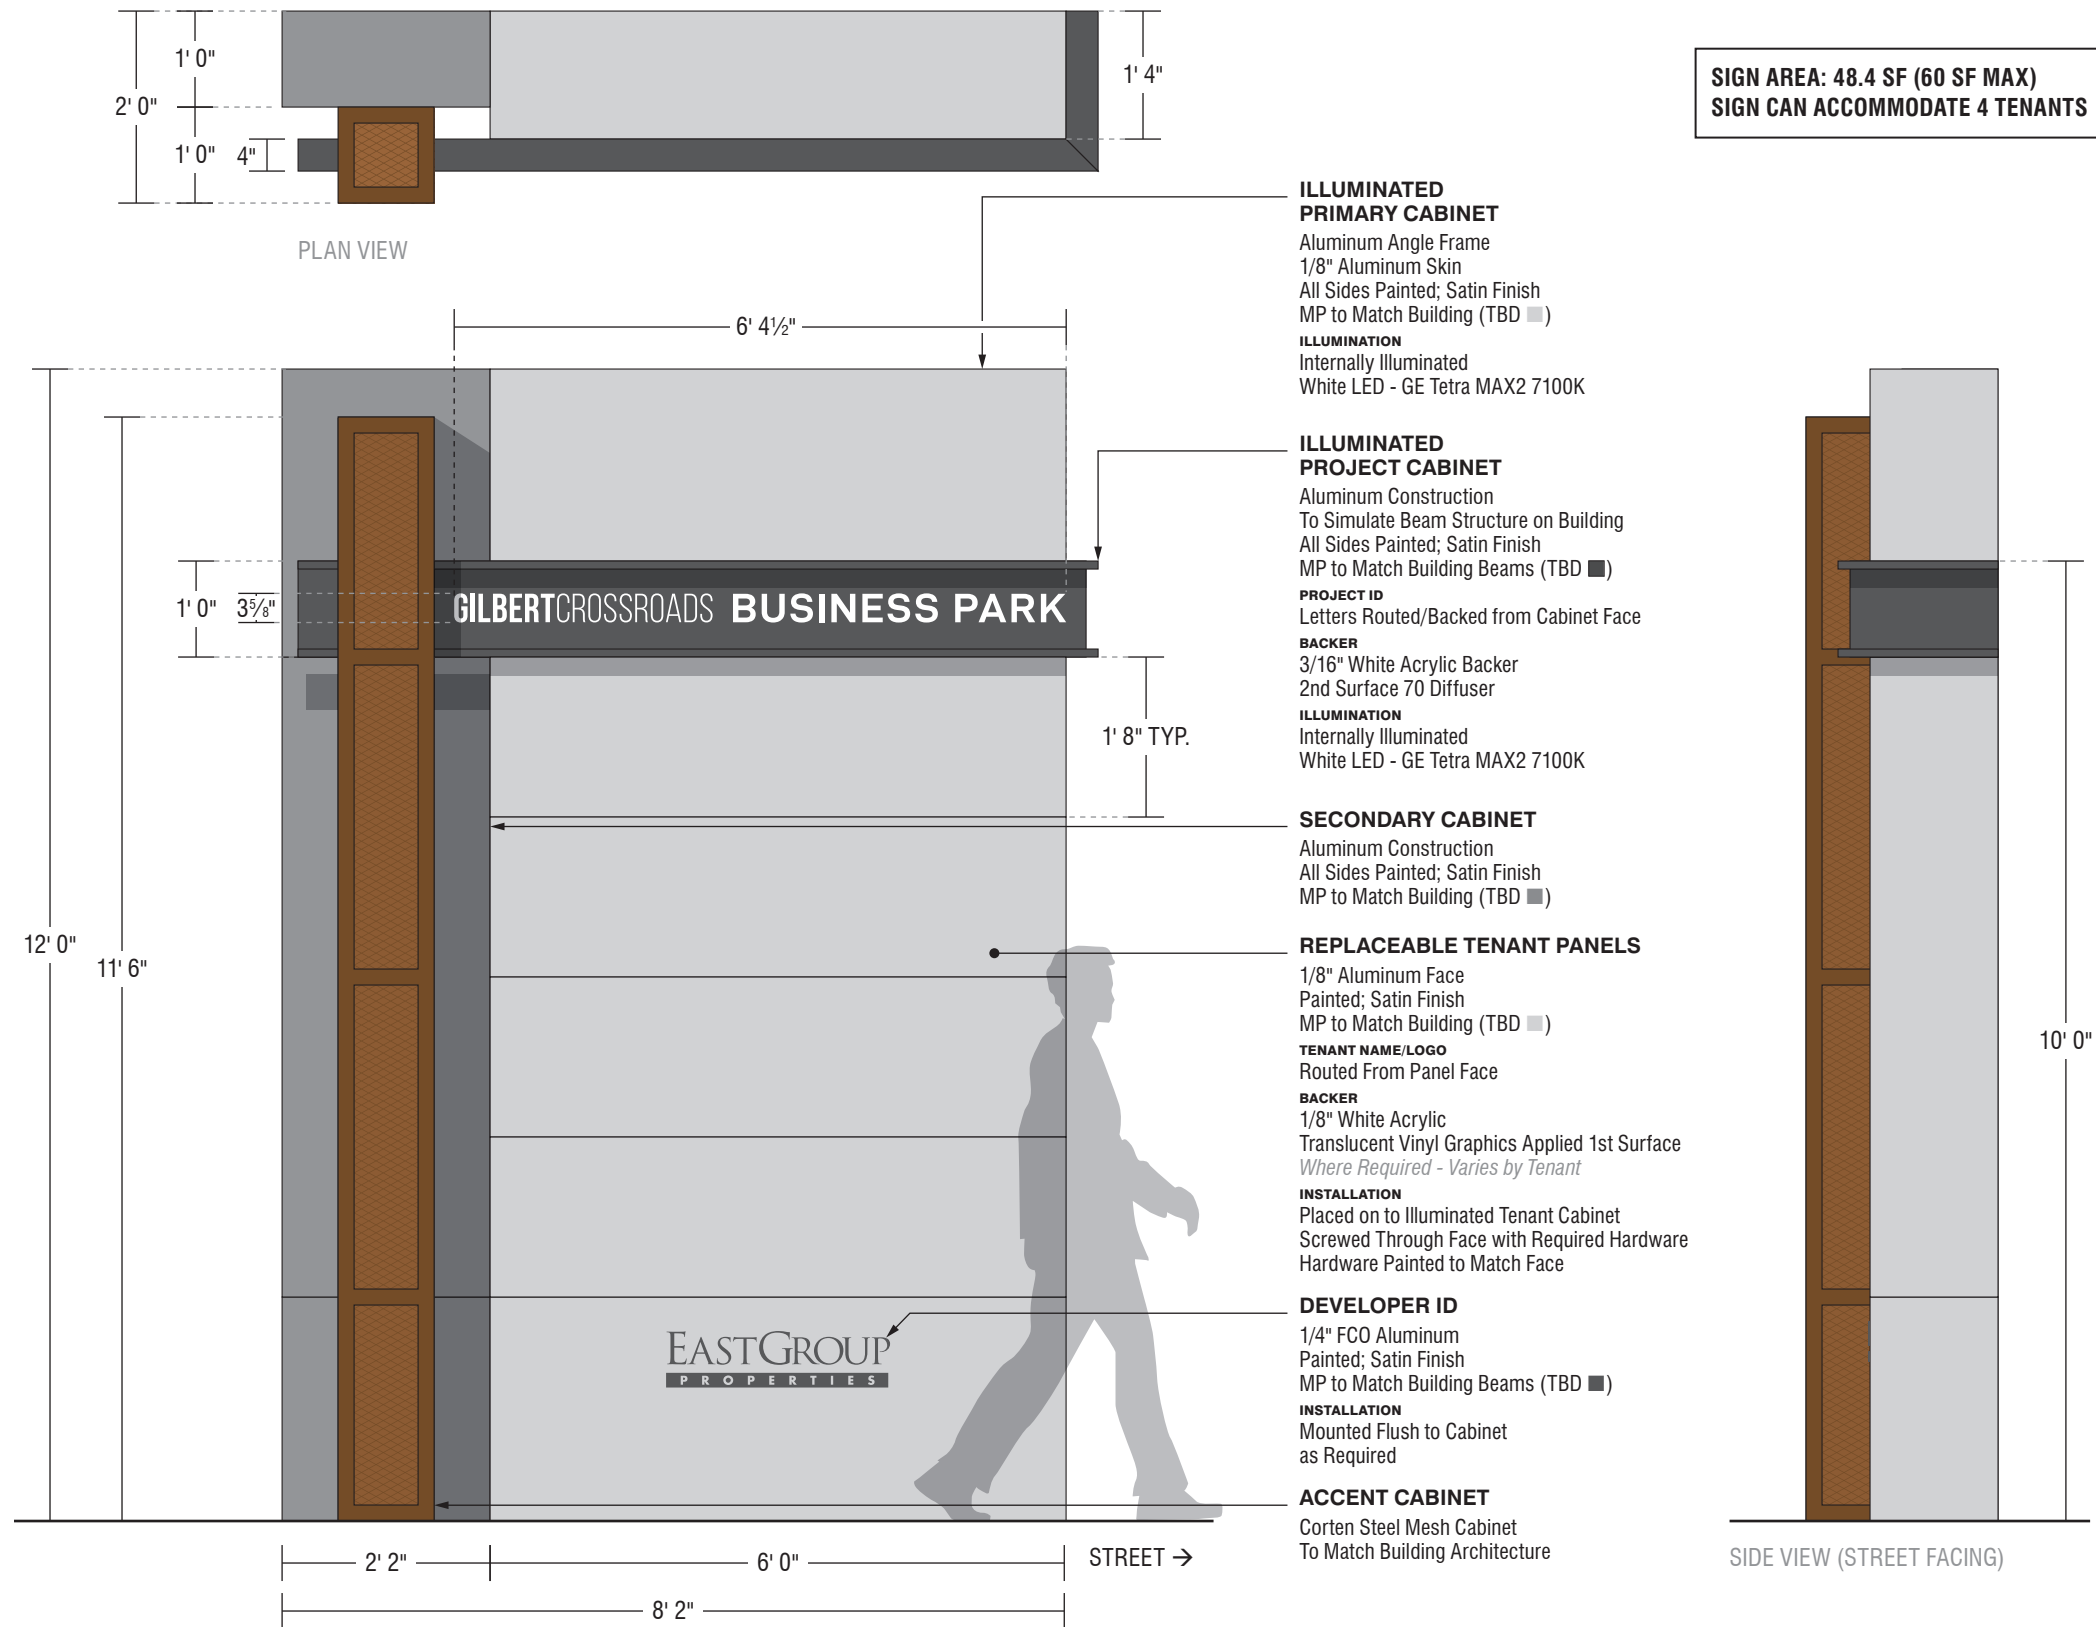 1' 0"
2' 0"
1' 0"
4"
1' 4"
PLAN VIEW
SIGN AREA: 48.4 SF (60 SF MAX)
SIGN CAN ACCOMMODATE 4 TENANTS
6' 4½"
12' 0"
11' 6"
1' 0"
3⅝"
GILBERTCROSSROADS BUSINESS PARK
1' 8" TYP.
EASTGROUP
PROPERTIES
2' 2"
6' 0"
8' 2"
STREET →
ILLUMINATED
PRIMARY CABINET
Aluminum Angle Frame
1/8" Aluminum Skin
All Sides Painted; Satin Finish
MP to Match Building (TBD )
ILLUMINATION
Internally Illuminated
White LED - GE Tetra MAX2 7100K
ILLUMINATED
PROJECT CABINET
Aluminum Construction
To Simulate Beam Structure on Building
All Sides Painted; Satin Finish
MP to Match Building Beams (TBD )
PROJECT ID
Letters Routed/Backed from Cabinet Face
BACKER
3/16" White Acrylic Backer
2nd Surface 70 Diffuser
ILLUMINATION
Internally Illuminated
White LED - GE Tetra MAX2 7100K
SECONDARY CABINET
Aluminum Construction
All Sides Painted; Satin Finish
MP to Match Building (TBD )
REPLACEABLE TENANT PANELS
1/8" Aluminum Face
Painted; Satin Finish
MP to Match Building (TBD )
TENANT NAME/LOGO
Routed From Panel Face
BACKER
1/8" White Acrylic
Translucent Vinyl Graphics Applied 1st Surface
Where Required - Varies by Tenant
INSTALLATION
Placed on to Illuminated Tenant Cabinet
Screwed Through Face with Required Hardware
Hardware Painted to Match Face
DEVELOPER ID
1/4" FCO Aluminum
Painted; Satin Finish
MP to Match Building Beams (TBD )
INSTALLATION
Mounted Flush to Cabinet
as Required
ACCENT CABINET
Corten Steel Mesh Cabinet
To Match Building Architecture
10' 0"
SIDE VIEW (STREET FACING)